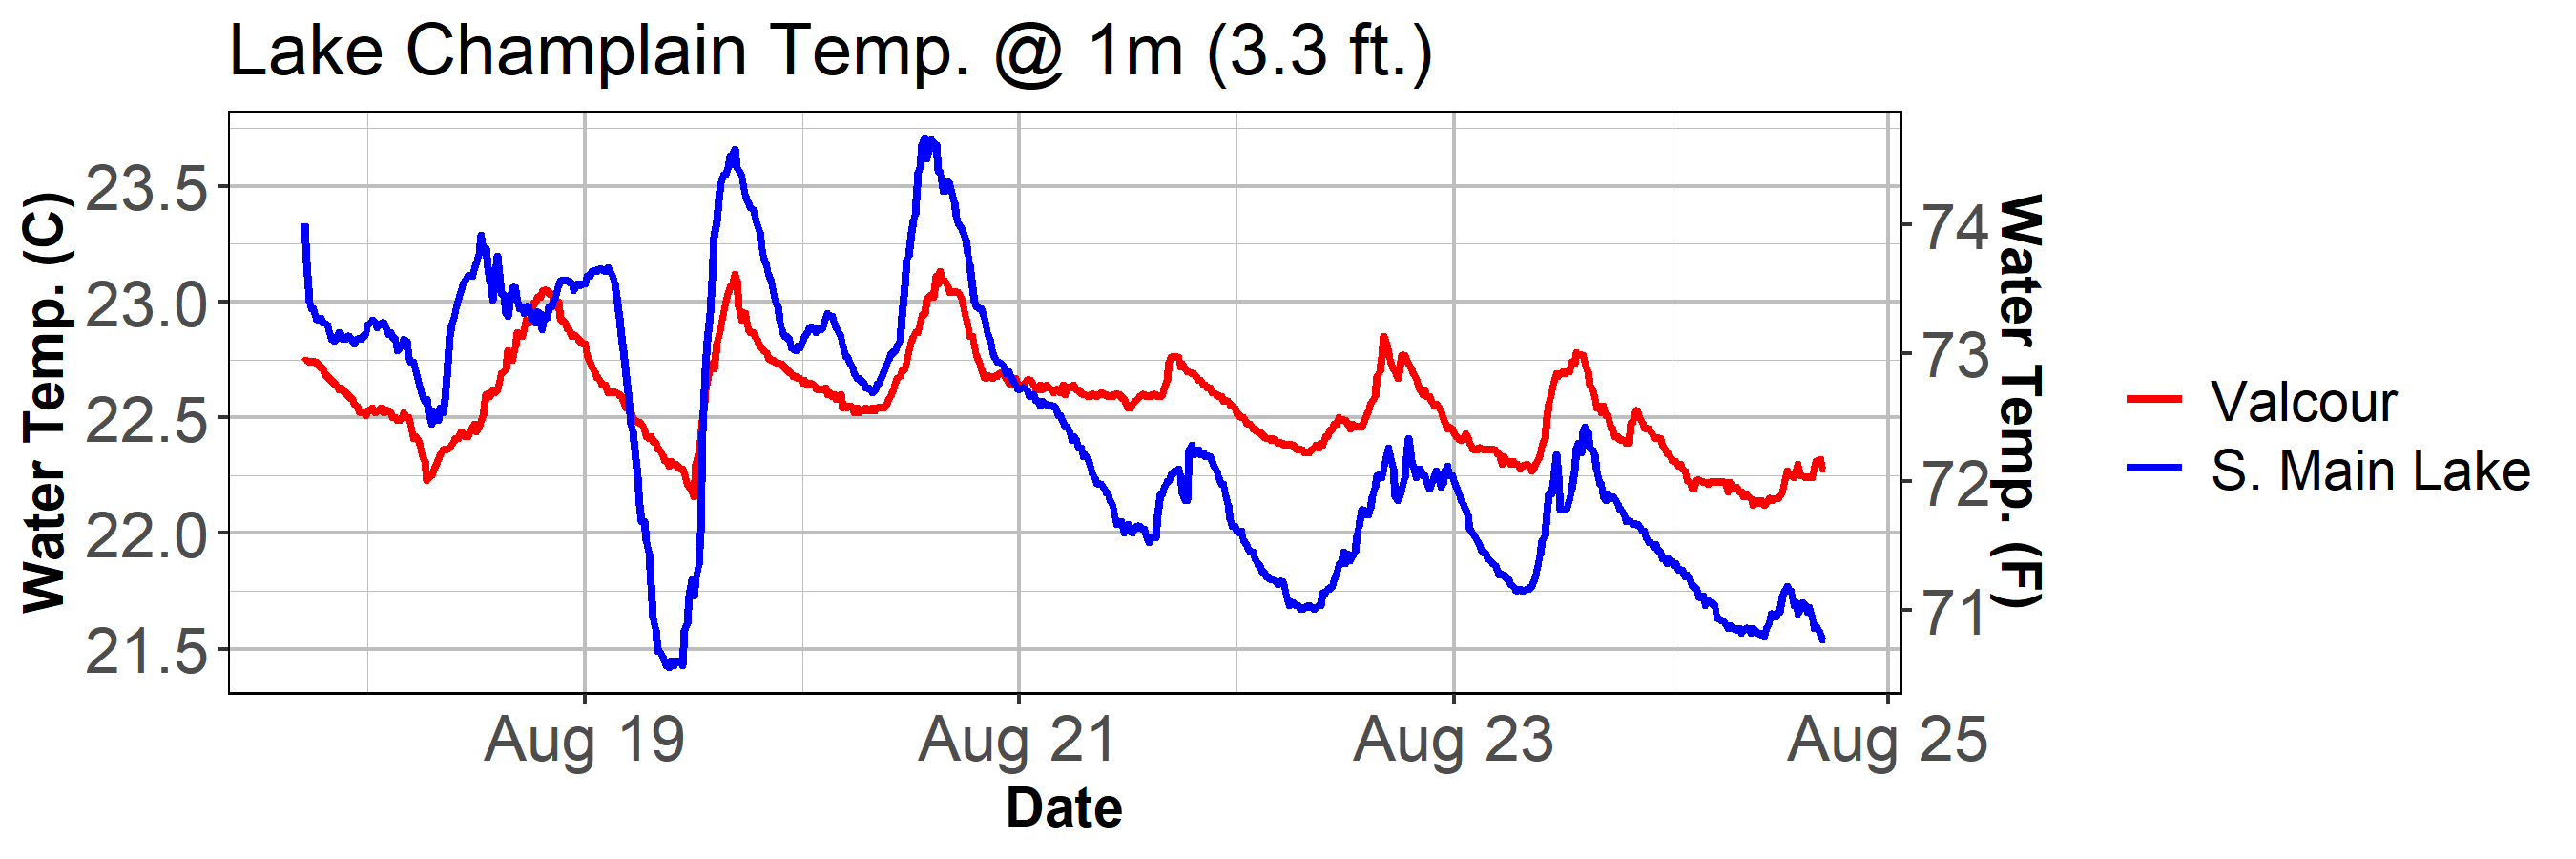 Lake Champlain Temp. @ 1m (3.3 ft.)
Water Temp. (C)
23.5
23.0
22.5
22.0
21.5
74
73
72
71
Water Temp. (F)
Aug 19
Aug 21
Aug 23
Aug 25
Date
Valcour
S. Main Lake